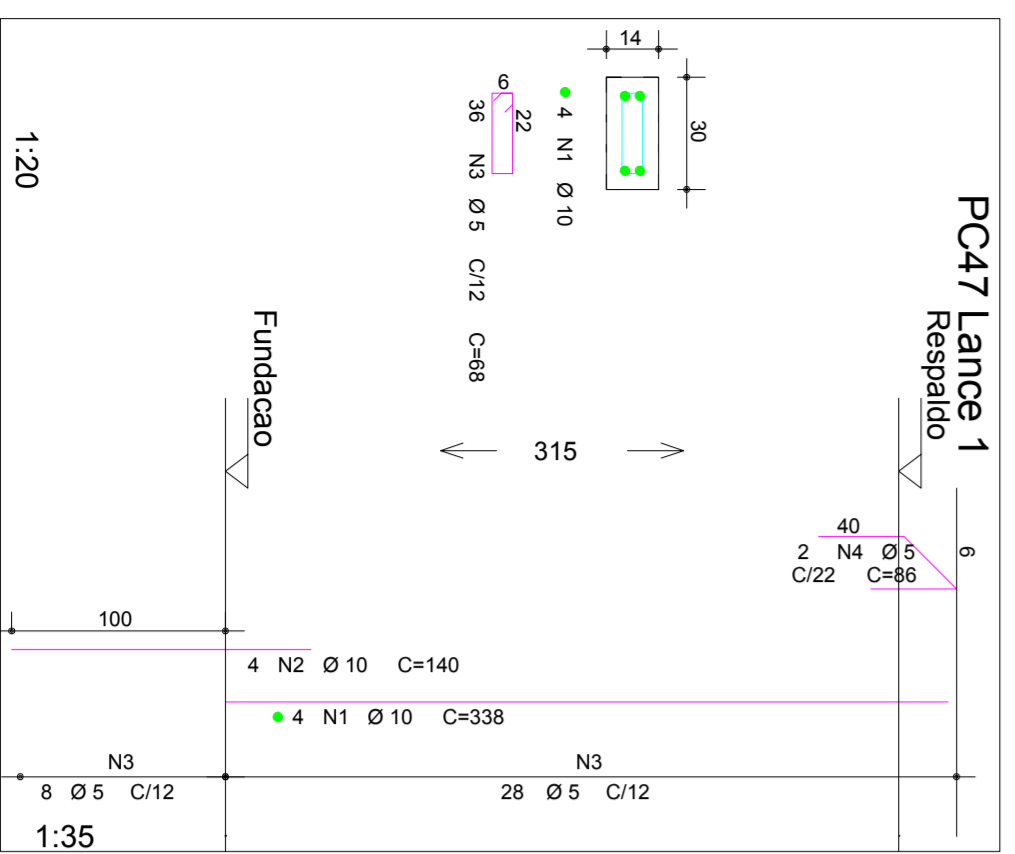 PC47 Lance 1
Respaldo
14
30
4 N1 Ø 10
6
22
36 N3 Ø 5 C/12 C=68
1:20
Fundacao
315
40
2 N4 Ø 5
C/22 C=86
6
100
4 N2 Ø 10 C=140
4 N1 Ø 10 C=338
N3
8 Ø 5 C/12
N3
28 Ø 5 C/12
1:35